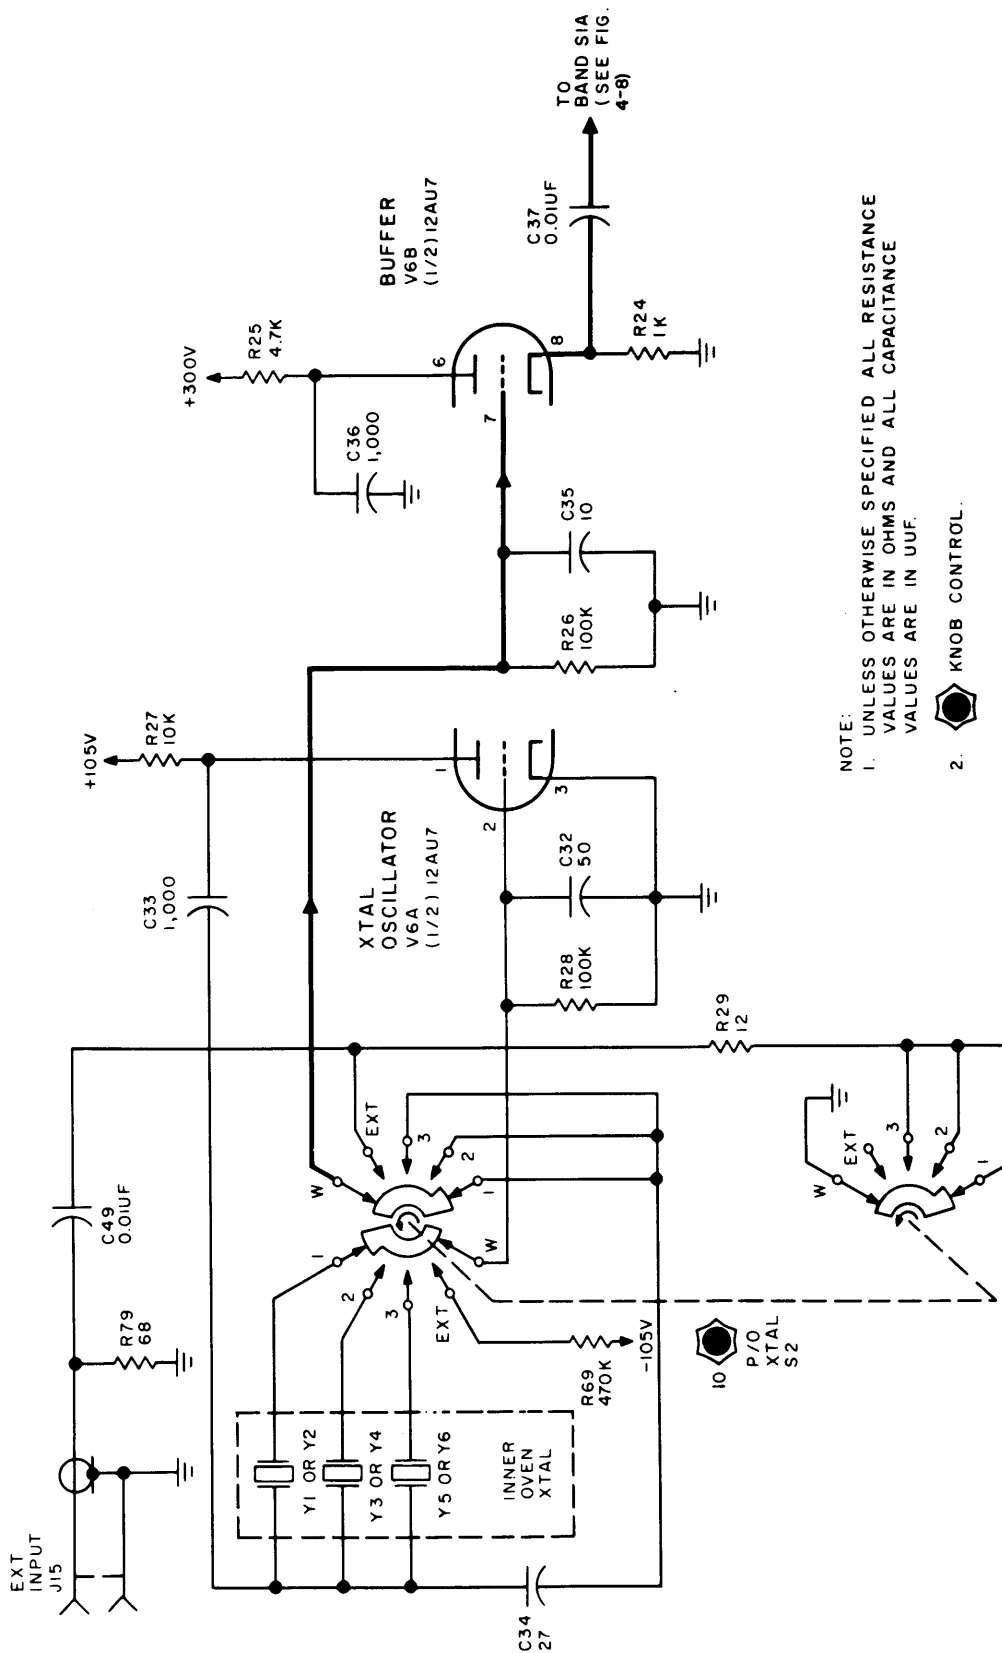 EXT
INPUT
J15
R79
68
C49
0.01UF
C33
1,000
+105V
R27
10K
+300V
R25
4.7K
C36
1,000
BUFFER
V6B
(1/2) 12AU7
6
7
8
C37
0.01UF
TO
BAND S1A
(SEE FIG.
4-8)
R24
1K
XTAL
OSCILLATOR
V6A
(1/2) 12AU7
1
2
3
R26
100K
C35
10
R28
100K
C32
50
R29
12
Y1 OR Y2
Y3 OR Y4
Y5 OR Y6
INNER
OVEN
XTAL
C34
27
1
2
3
EXT
W
W
EXT
3
2
1
R69
470K
-105V
10
P/O
XTAL
S2
W
EXT
3
2
1
NOTE:
1. UNLESS OTHERWISE SPECIFIED ALL RESISTANCE
VALUES ARE IN OHMS AND ALL CAPACITANCE
VALUES ARE IN UUF.
2. KNOB CONTROL.